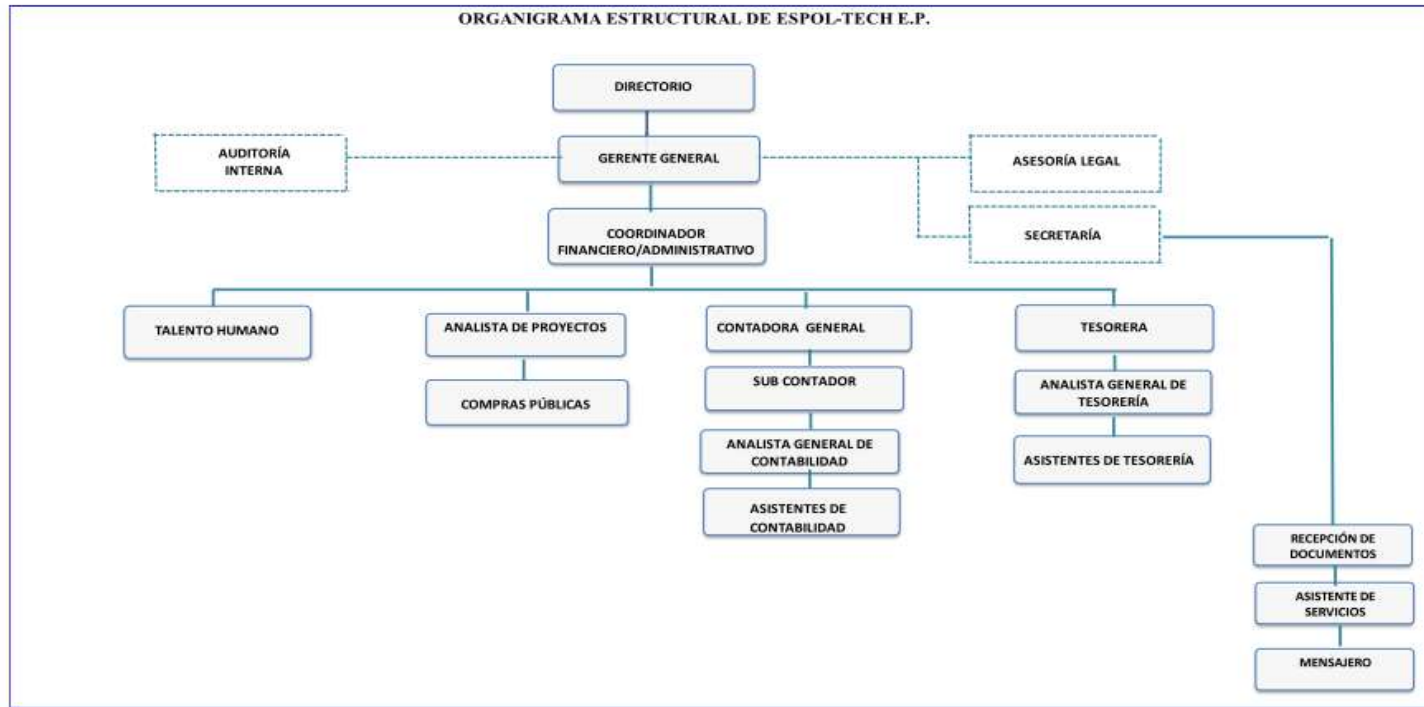 ORGANIGRAMA ESTRUCTURAL DE ESPOL-TECH E.P.
DIRECTORIO
AUDITORÍA
INTERNA
GERENTE GENERAL
ASESORÍA LEGAL
COORDINADOR
FINANCIERO/ADMINISTRATIVO
SECRETARÍA
TALENTO HUMANO
ANALISTA DE PROYECTOS
CONTADORA GENERAL
TESORERA
COMPRAS PÚBLICAS
SUB CONTADOR
ANALISTA GENERAL DE
TESORERÍA
ANALISTA GENERAL DE
CONTABILIDAD
ASISTENTES DE TESORERÍA
ASISTENTES DE
CONTABILIDAD
RECEPCIÓN DE
DOCUMENTOS
ASISTENTE DE
SERVICIOS
MENSAJERO